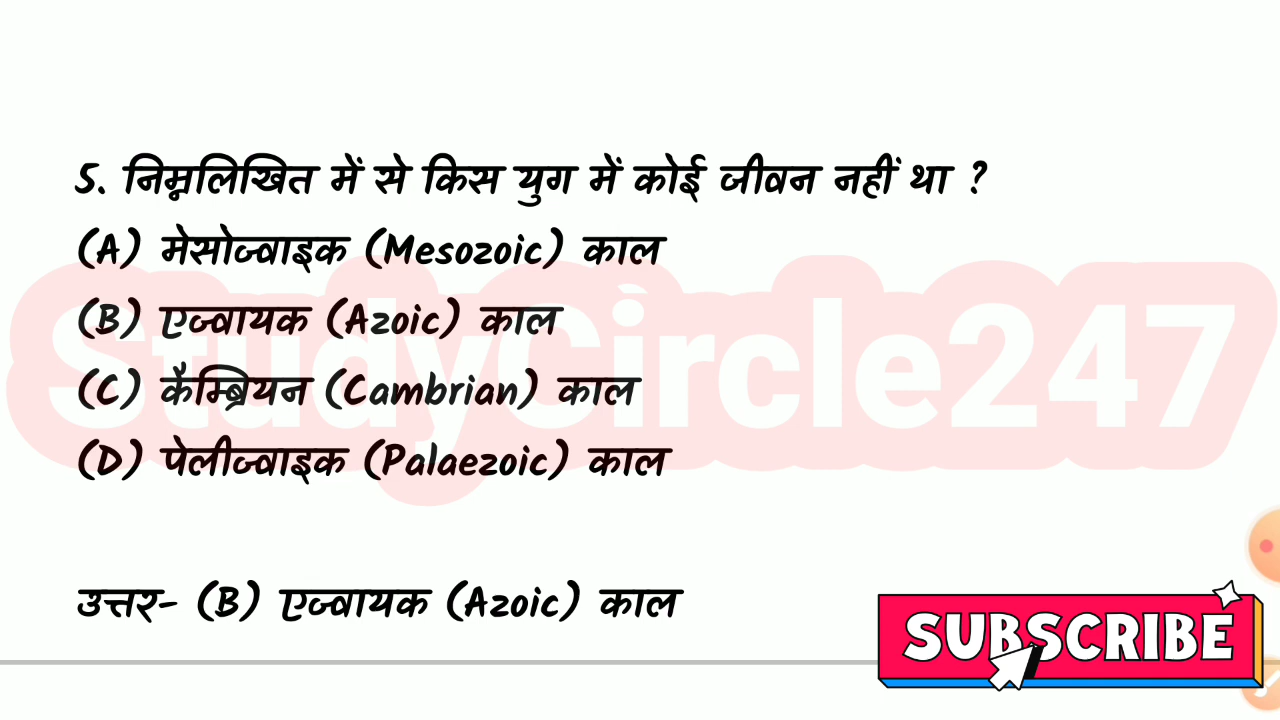 5. निम्नलिखित में से किस युग में कोई जीवन नहीं था ?
(A) मेसोज्वाइक (Mesozoic) काल
(B) एज्वायक (Azoic) काल
(C) कैम्ब्रियन (Cambrian) काल
(D) पेलीज्वाइक (Palaezoic) काल
StudyCircle247
उत्तर- (B) एज्वायक (Azoic) काल
SUBSCRIBE